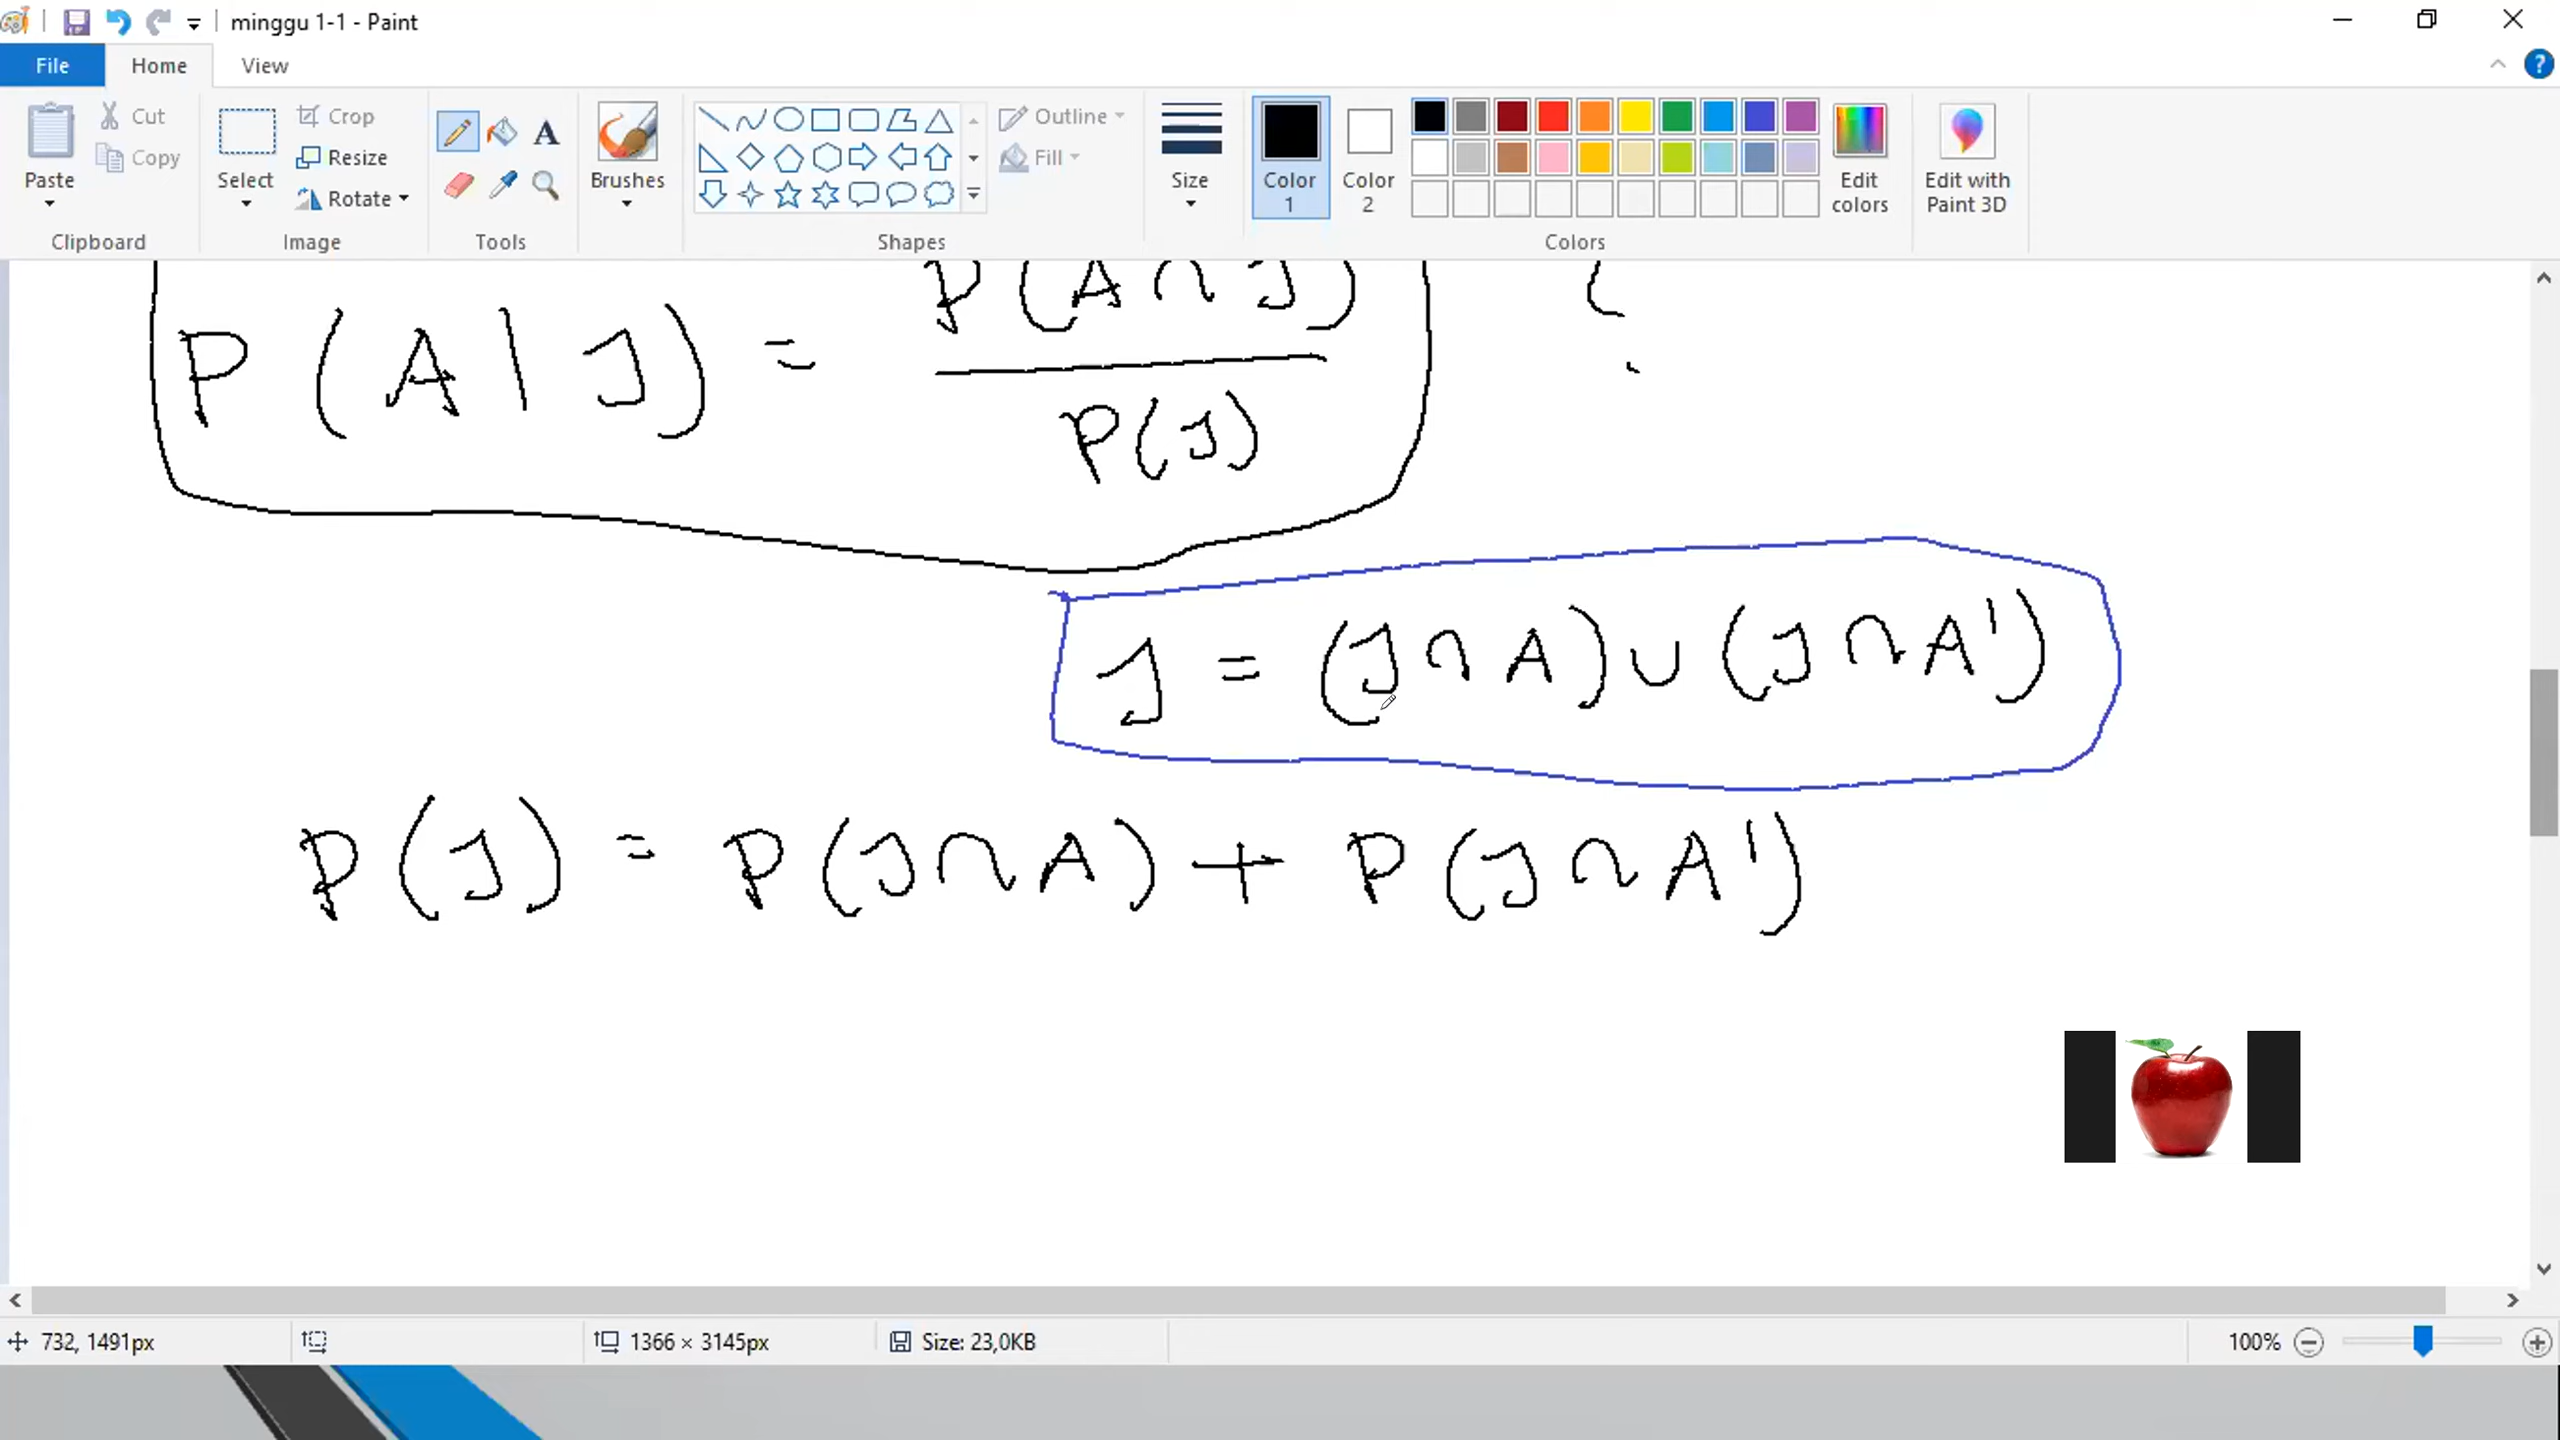 minggu 1-1 - Paint
File Home View
Paste Cut Copy Clipboard
Select Crop Resize Rotate Image
A Tools
Brushes
Outline Fill Shapes
Size
Color 1 Color 2 Edit colors Colors
Edit with Paint 3D
?
P(A∩J)
P(A|J) = 
P(J)
J = (J∩A)∪(J∩A')
P(J) = P(J∩A) + P(J∩A')
732, 1491px 1366 × 3145px Size: 23,0KB 100%